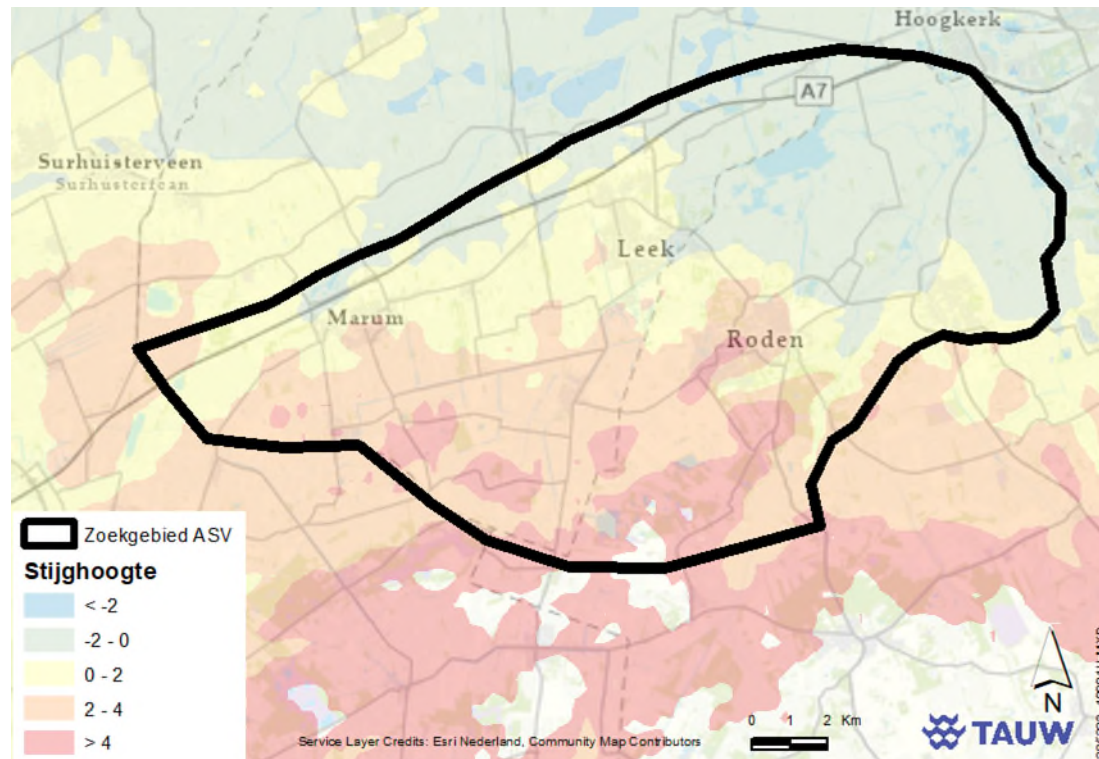 Hoogkerk
A7
Surhuisterveen
Surhusterfean
Leek
Marum
Roden
Zoekgebied ASV
Stijghoogte
< -2
-2 - 0
0 - 2
2 - 4
> 4
Service Layer Credits: Esri Nederland, Community Map Contributors
0 1 2 Km
N
TAUW